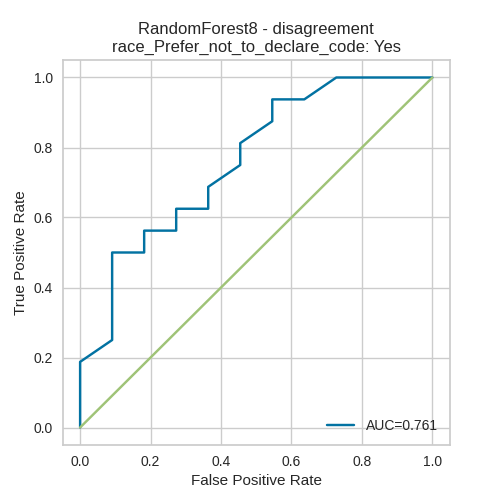 RandomForest8 - disagreement
race_Prefer_not_to_declare_code: Yes
1.0
0.8
0.6
0.4
0.2
0.0
True Positive Rate
AUC=0.761
0.0 0.2 0.4 0.6 0.8 1.0
False Positive Rate